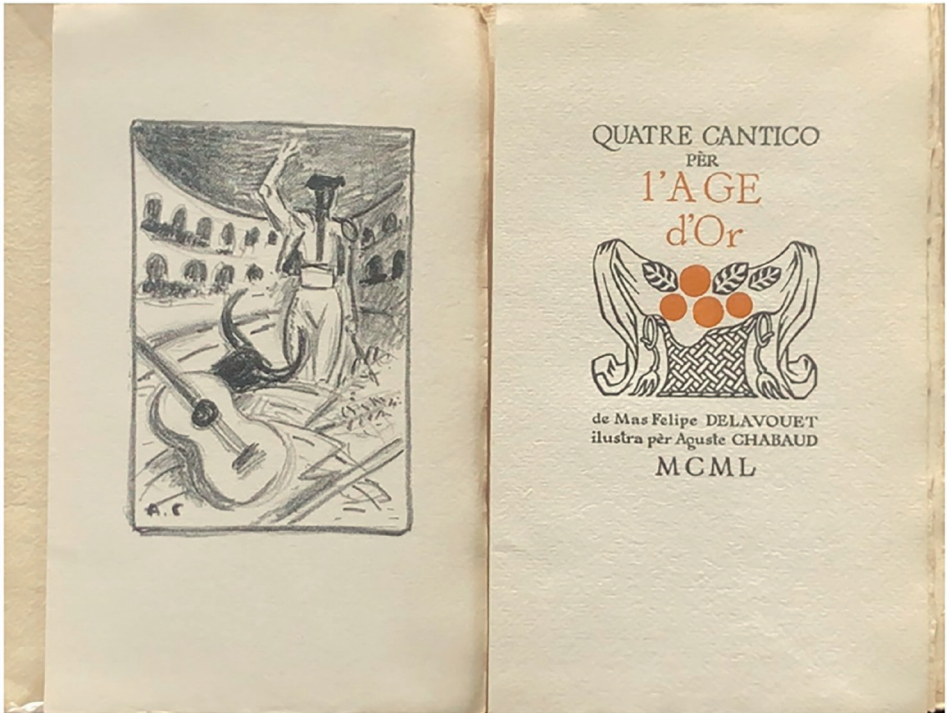 A.C
QUATRE CANTICO
PÈR
l'AGE
d'Or
de Mas Felipe DELAVOUET
ilustra pèr Aguste CHABAUD
MCML